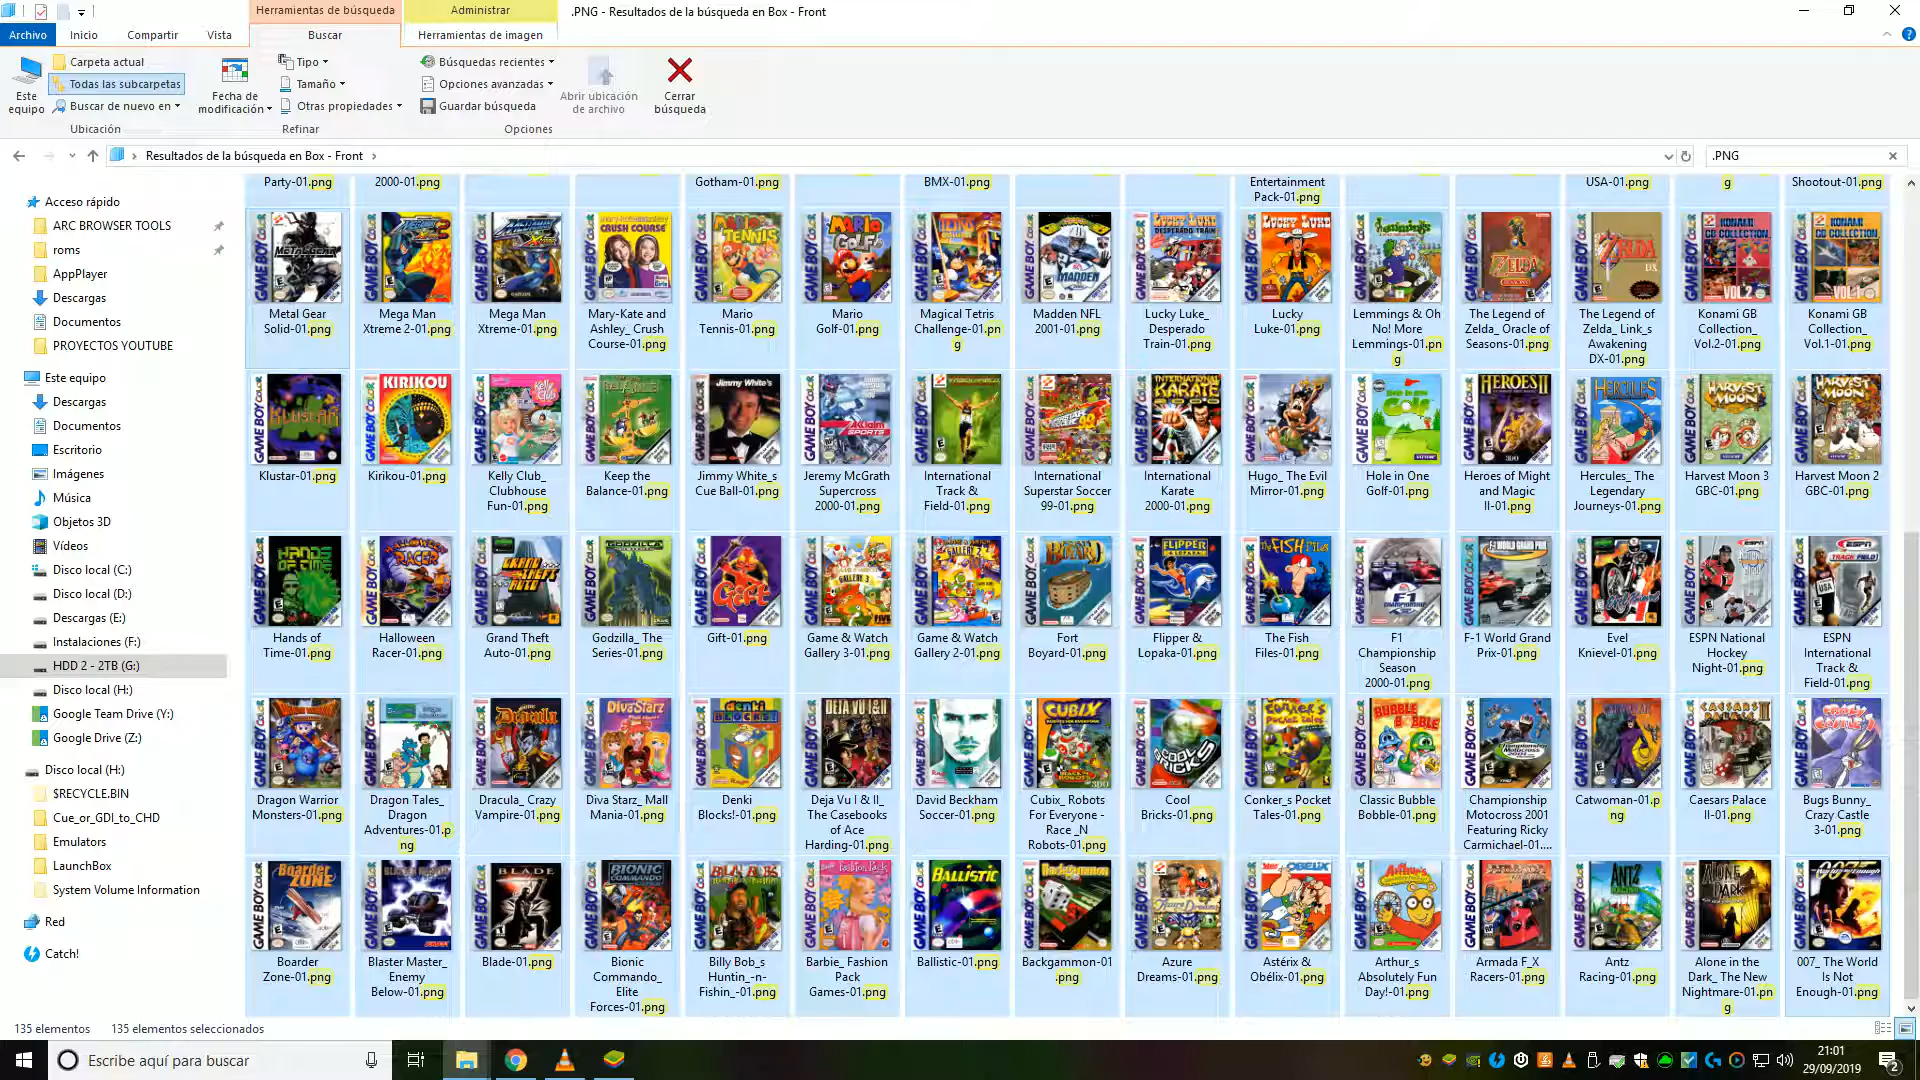 Herramientas de búsqueda
Administrar
.PNG - Resultados de la búsqueda en Box - Front
Archivo
Inicio
Compartir
Vista
Buscar
Herramientas de imagen
Este equipo
Carpeta actual
Todas las subcarpetas
Buscar de nuevo en
Fecha de modificación
Tipo
Tamaño
Otras propiedades
Búsquedas recientes
Opciones avanzadas
Guardar búsqueda
Abrir ubicación de archivo
Cerrar búsqueda
Ubicación
Refinar
Opciones
Resultados de la búsqueda en Box - Front
.PNG
Acceso rápido
ARC BROWSER TOOLS
roms
AppPlayer
Descargas
Documentos
PROYECTOS YOUTUBE
Este equipo
Descargas
Documentos
Escritorio
Imágenes
Música
Objetos 3D
Vídeos
Disco local (C:)
Disco local (D:)
Descargas (E:)
Instalaciones (F:)
HDD 2 - 2TB (G:)
Disco local (H:)
Google Team Drive (Y:)
Google Drive (Z:)
Disco local (H:)
$RECYCLE.BIN
Cue_or_GDI_to_CHD
Emulators
LaunchBox
System Volume Information
Red
Catch!
Party-01.png
2000-01.png
Gotham-01.png
BMX-01.png
Entertainment Pack-01.png
USA-01.png
g
Shootout-01.png
Metal Gear Solid-01.png
Mega Man Xtreme 2-01.png
Mega Man Xtreme-01.png
Mary-Kate and Ashley_ Crush Course-01.png
Mario Tennis-01.png
Mario Golf-01.png
Magical Tetris Challenge-01.png
Madden NFL 2001-01.png
Lucky Luke_ Desperado Train-01.png
Lucky Luke-01.png
Lemmings & Oh No! More Lemmings-01.png
The Legend of Zelda_ Oracle of Seasons-01.png
The Legend of Zelda_ Link_s Awakening DX-01.png
Konami GB Collection_ Vol.2-01.png
Konami GB Collection_ Vol.1-01.png
Klustar-01.png
Kirikou-01.png
Kelly Club_ Clubhouse Fun-01.png
Keep the Balance-01.png
Jimmy White_s Cue Ball-01.png
Jeremy McGrath Supercross 2000-01.png
International Track & Field-01.png
International Superstar Soccer 99-01.png
International Karate 2000-01.png
Hugo_ The Evil Mirror-01.png
Hole in One Golf-01.png
Heroes of Might and Magic II-01.png
Hercules_ The Legendary Journeys-01.png
Harvest Moon 3 GBC-01.png
Harvest Moon 2 GBC-01.png
Hands of Time-01.png
Halloween Racer-01.png
Grand Theft Auto-01.png
Godzilla_ The Series-01.png
Gift-01.png
Game & Watch Gallery 3-01.png
Game & Watch Gallery 2-01.png
Fort Boyard-01.png
Flipper & Lopaka-01.png
The Fish Files-01.png
F1 Championship Season 2000-01.png
F-1 World Grand Prix-01.png
Evel Knievel-01.png
ESPN National Hockey Night-01.png
ESPN International Track & Field-01.png
Dragon Warrior Monsters-01.png
Dragon Tales_ Dragon Adventures-01.png
Dracula_ Crazy Vampire-01.png
Diva Starz_ Mall Mania-01.png
Denki Blocks!-01.png
Deja Vu I & II_ The Casebooks of Ace Harding-01.png
David Beckham Soccer-01.png
Cubix_ Robots For Everyone - Race _N Robots-01.png
Cool Bricks-01.png
Conker_s Pocket Tales-01.png
Classic Bubble Bobble-01.png
Championship Motocross 2001 Featuring Ricky Carmichael-01....
Catwoman-01.png
Caesars Palace II-01.png
Bugs Bunny_ Crazy Castle 3-01.png
Boarder Zone-01.png
Blaster Master_ Enemy Below-01.png
Blade-01.png
Bionic Commando_ Elite Forces-01.png
Billy Bob_s Huntin_-n-Fishin_-01.png
Barbie_ Fashion Pack Games-01.png
Ballistic-01.png
Backgammon-01.png
Azure Dreams-01.png
Astérix & Obélix-01.png
Arthur_s Absolutely Fun Day!-01.png
Armada F_X Racers-01.png
Antz Racing-01.png
Alone in the Dark_ The New Nightmare-01.png
007_ The World Is Not Enough-01.png
135 elementos
135 elementos seleccionados
Escribe aquí para buscar
21:01
29/09/2019
2